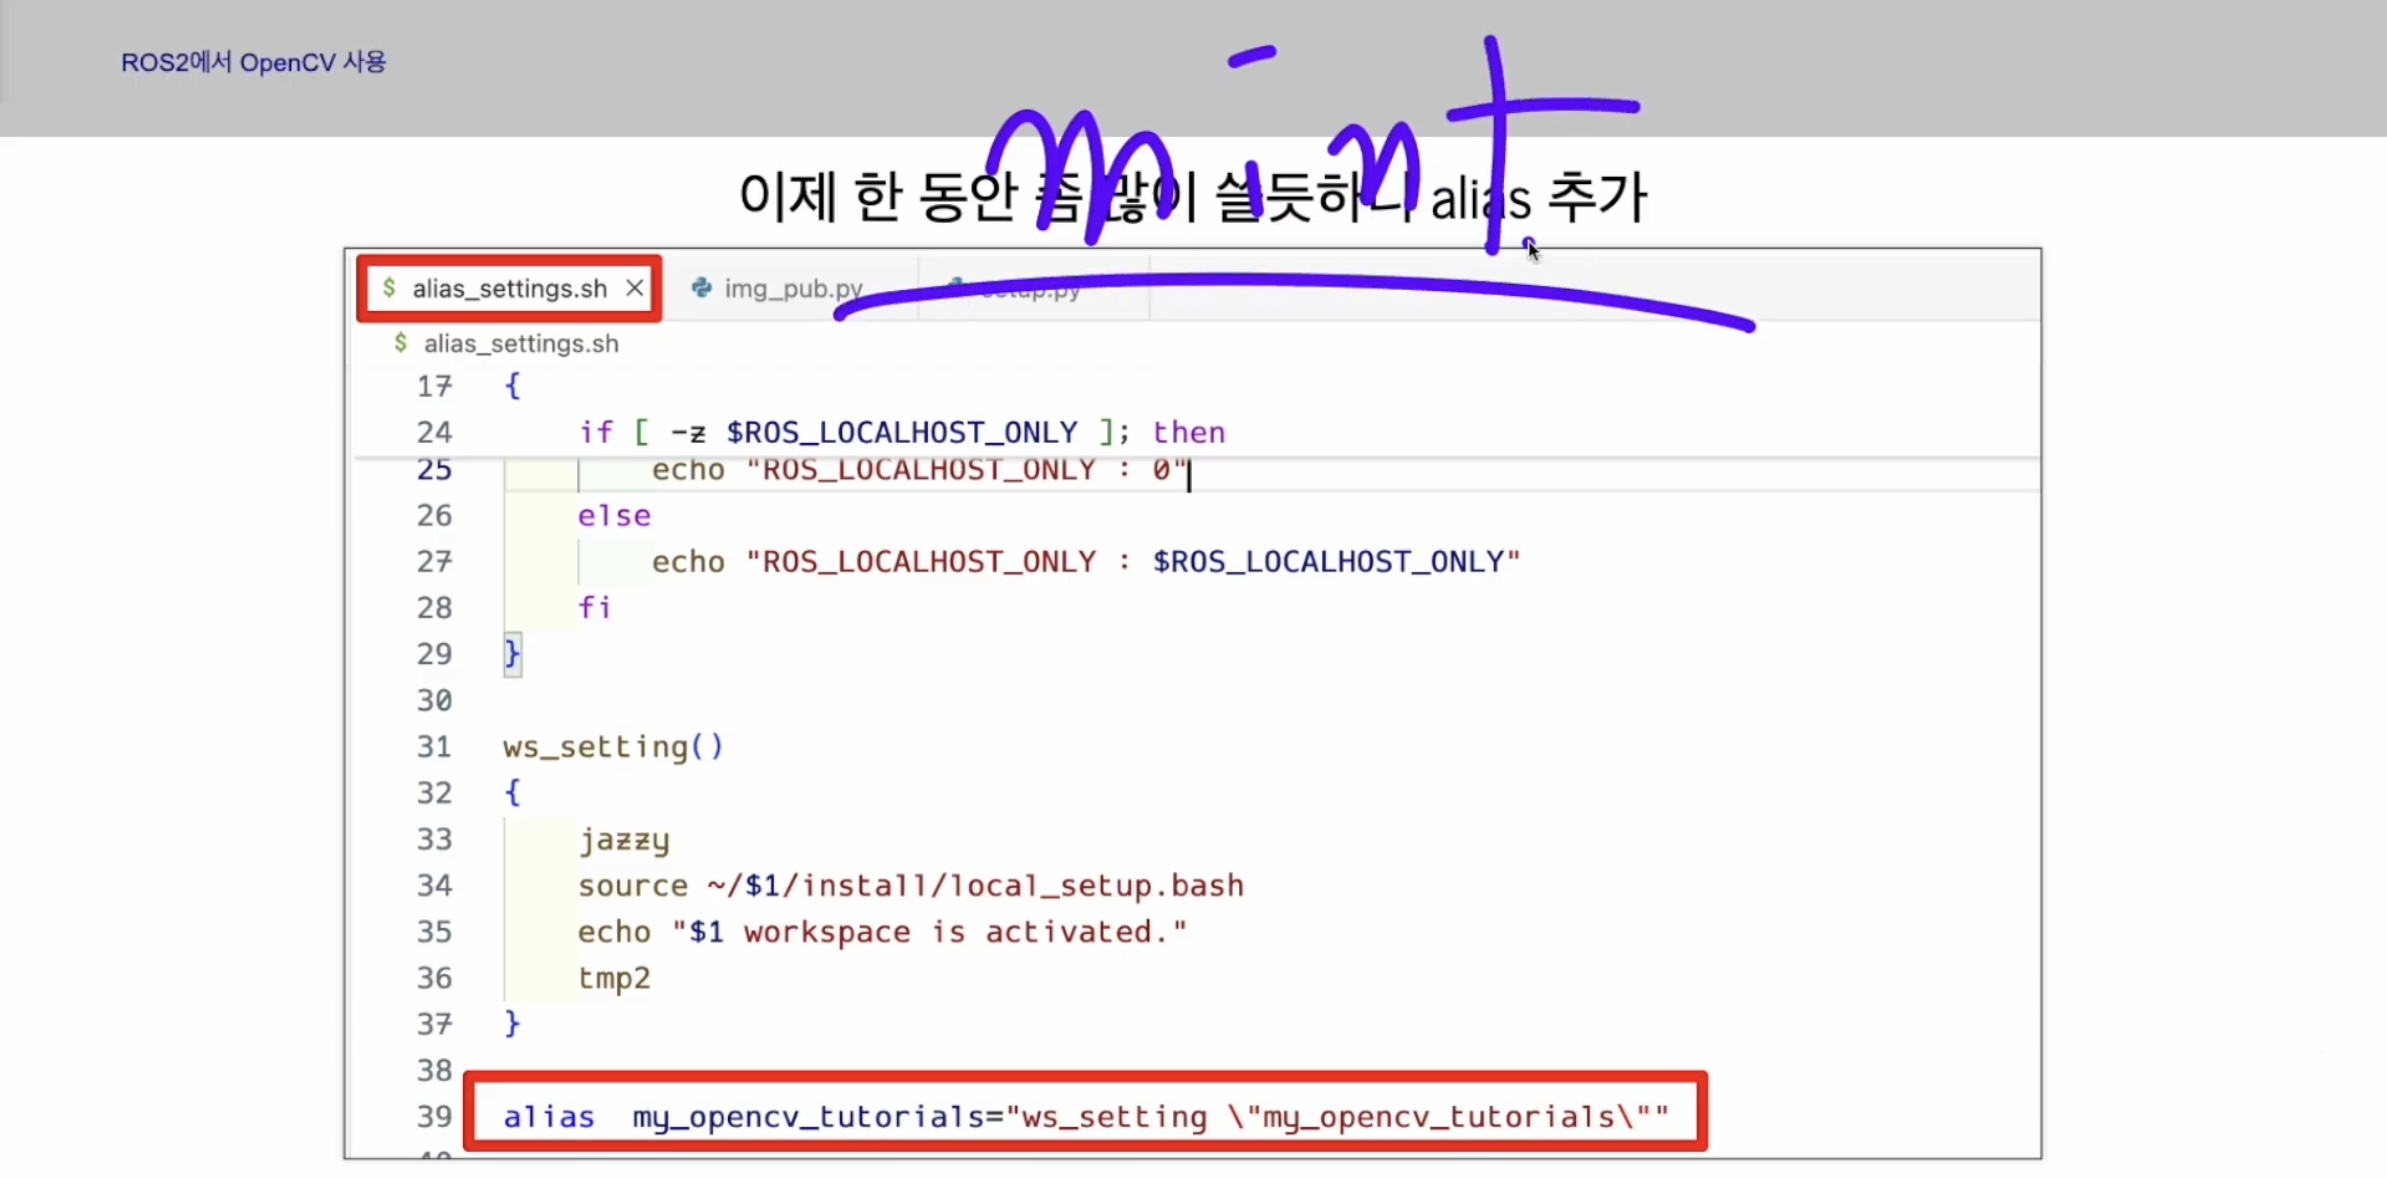 ROS2에서 OpenCV 사용
mint
이제 한 동안 좀 많이 쓸듯하니 alias 추가
$ alias_settings.sh × img_pub.py setup.py
$ alias_settings.sh
17 {
24 if [ -z $ROS_LOCALHOST_ONLY ]; then
25 echo "ROS_LOCALHOST_ONLY : 0"
26 else
27 echo "ROS_LOCALHOST_ONLY : $ROS_LOCALHOST_ONLY"
28 fi
29 }
30
31 ws_setting()
32 {
33 jazzy
34 source ~/$1/install/local_setup.bash
35 echo "$1 workspace is activated."
36 tmp2
37 }
38
39 alias my_opencv_tutorials="ws_setting \"my_opencv_tutorials\""